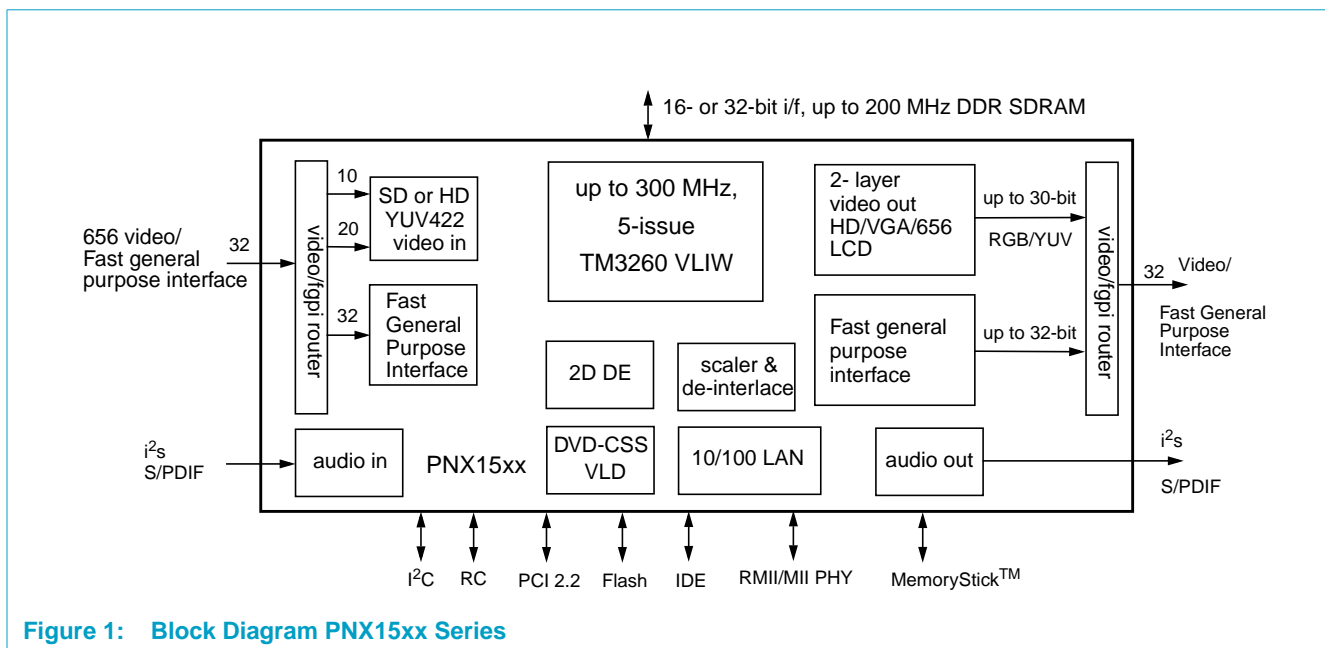 16- or 32-bit i/f, up to 200 MHz DDR SDRAM
656 video/
Fast general
purpose interface
32
video/fgpi router
10
20
SD or HD
YUV422
video in
32
Fast
General
Purpose
Interface
up to 300 MHz,
5-issue
TM3260 VLIW
2- layer
video out
HD/VGA/656
LCD
up to 30-bit
RGB/YUV
Fast general
purpose
interface
up to 32-bit
video/fgpi router
32 Video/
Fast General
Purpose
Interface
2D DE
scaler &
de-interlace
i²s
S/PDIF
audio in
PNX15xx
DVD-CSS
VLD
10/100 LAN
audio out
i²s
S/PDIF
I²C
RC
PCI 2.2
Flash
IDE
RMII/MII PHY
MemoryStick™
Figure 1: Block Diagram PNX15xx Series